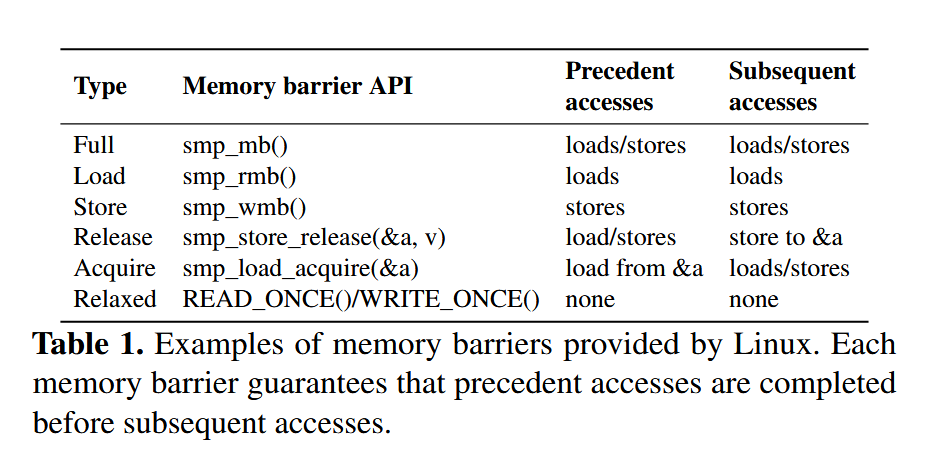 Type Memory barrier API Precedent accesses Subsequent accesses
Full smp_mb() loads/stores loads/stores
Load smp_rmb() loads loads
Store smp_wmb() stores stores
Release smp_store_release(&a, v) load/stores store to &a
Acquire smp_load_acquire(&a) load from &a loads/stores
Relaxed READ_ONCE()/WRITE_ONCE() none none
Table 1. Examples of memory barriers provided by Linux. Each
memory barrier guarantees that precedent accesses are completed
before subsequent accesses.